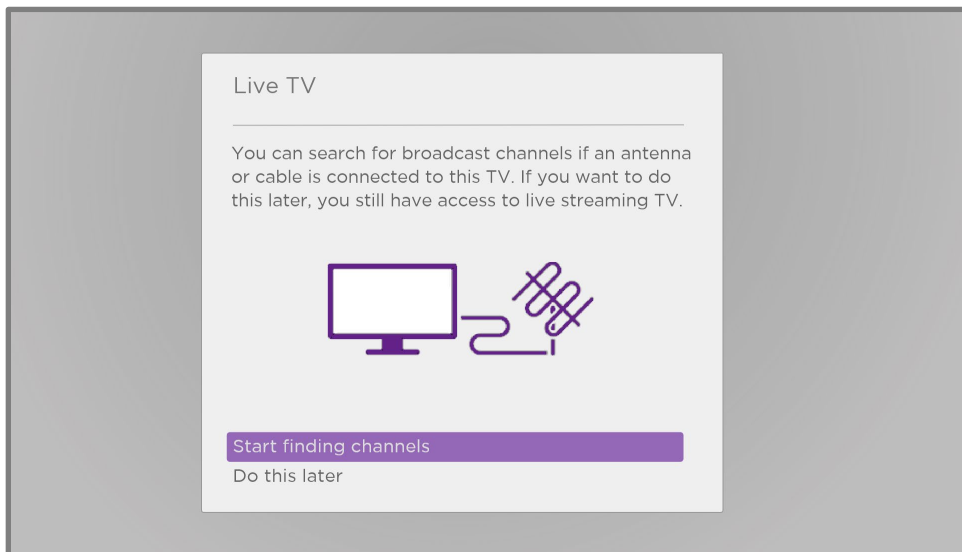 Live TV
You can search for broadcast channels if an antenna
or cable is connected to this TV. If you want to do
this later, you still have access to live streaming TV.
Start finding channels
Do this later